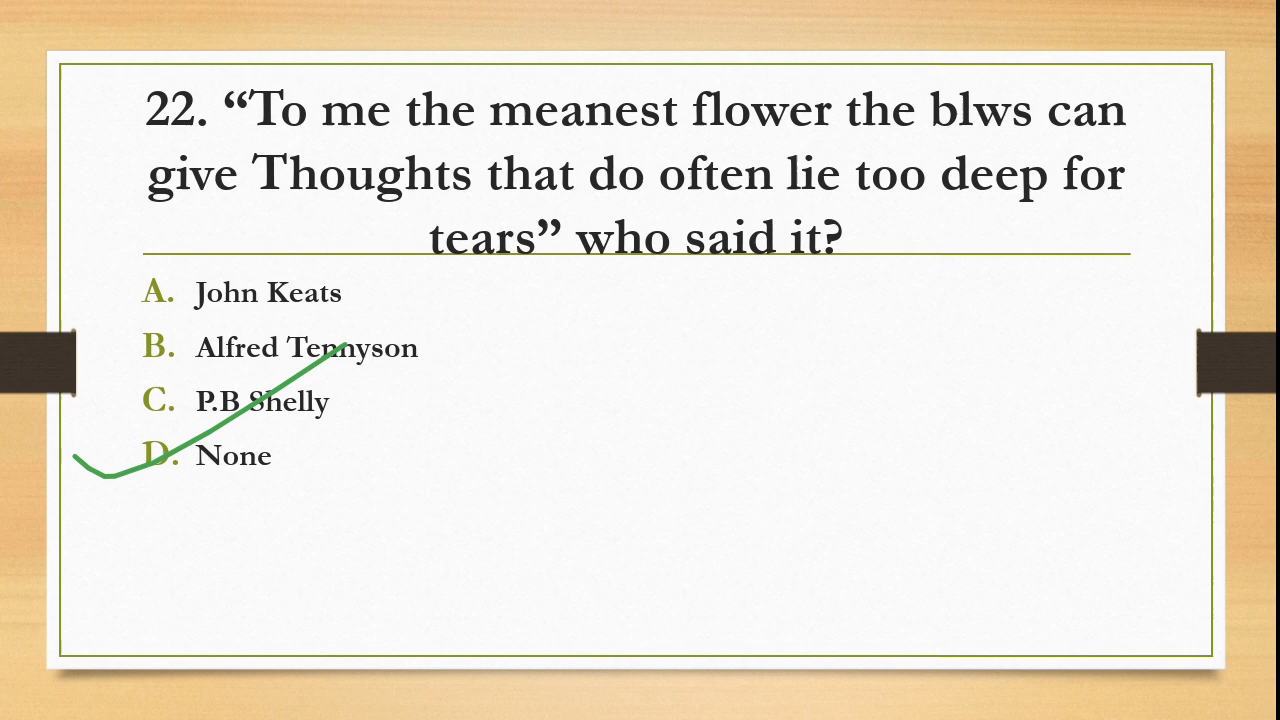 22. “To me the meanest flower the blws can
give Thoughts that do often lie too deep for
tears” who said it?
A. John Keats
B. Alfred Tennyson
C. P.B Shelly
D. None